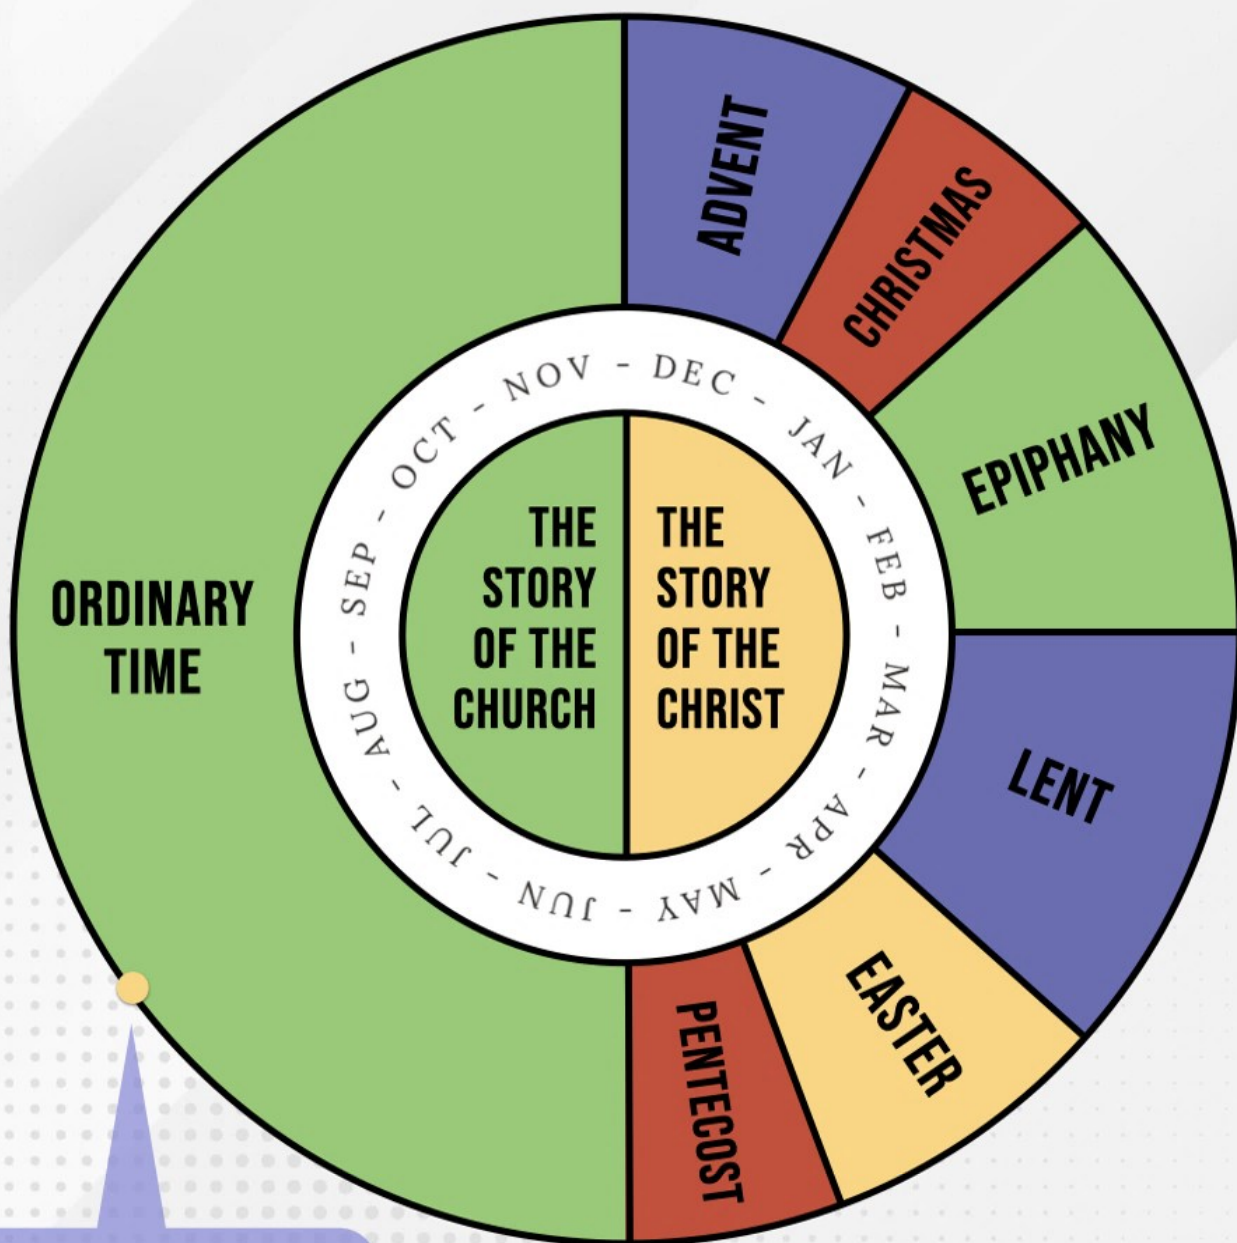 ADVENT
CHRISTMAS
EPIPHANY
LENT
EASTER
PENTECOST
ORDINARY
TIME
DEC - JAN - FEB - MAR - APR - MAY - JUN - JUL - AUG - SEP - OCT - NOV -
THE
STORY
OF THE
CHURCH
THE
STORY
OF THE
CHRIST